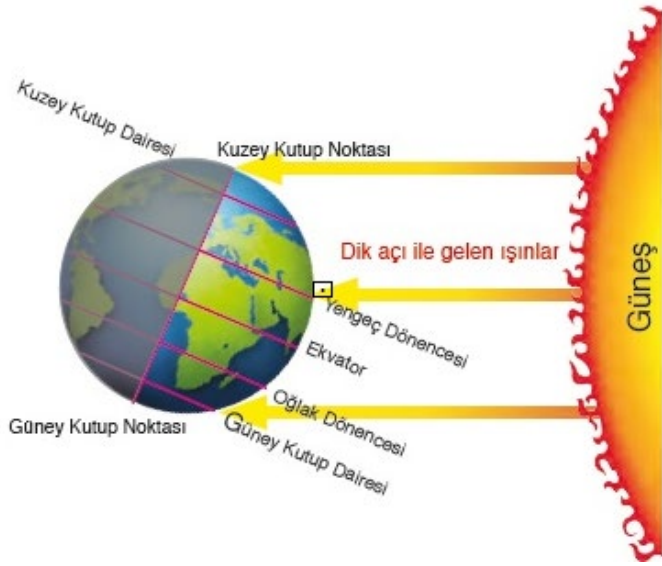 Kuzey Kutup Dairesi
Kuzey Kutup Noktası
Dik açı ile gelen ışınlar
Güneş
Yengeç Dönencesi
Ekvator
Oğlak Dönencesi
Güney Kutup Noktası
Güney Kutup Dairesi